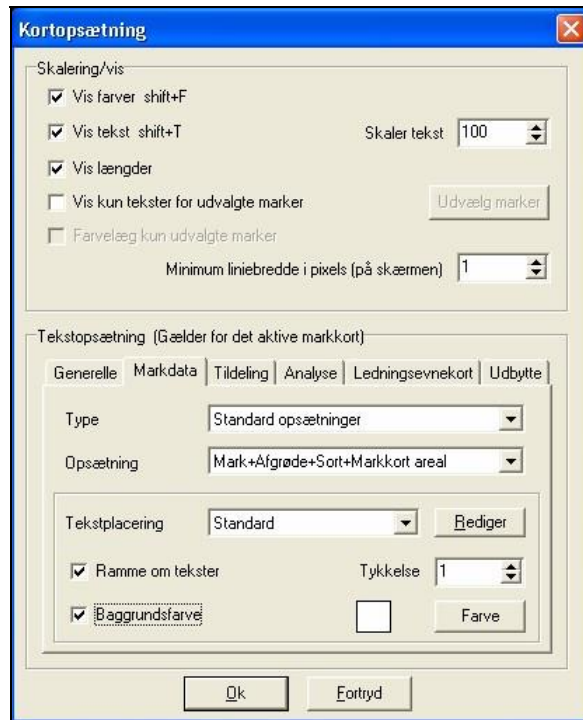 Kortopsætning
Skalering/vis
Vis farver shift+F
Vis tekst shift+T Skaler tekst 100
Vis længder
Vis kun tekster for udvalgte marker Udvælg marker
Farvelæg kun udvalgte marker
Minimum liniebredde i pixels (på skærmen) 1
Tekstopsætning (Gælder for det aktive markkort)
Generelle Markdata Tildeling Analyse Ledningsevnekort Udbytte
Type Standard opsætninger
Opsætning Mark+Afgrøde+Sort+Markkort areal
Tekstplacering Standard Rediger
Ramme om tekster Tykkelse 1
Baggrundsfarve Farve
Ok Fortryd